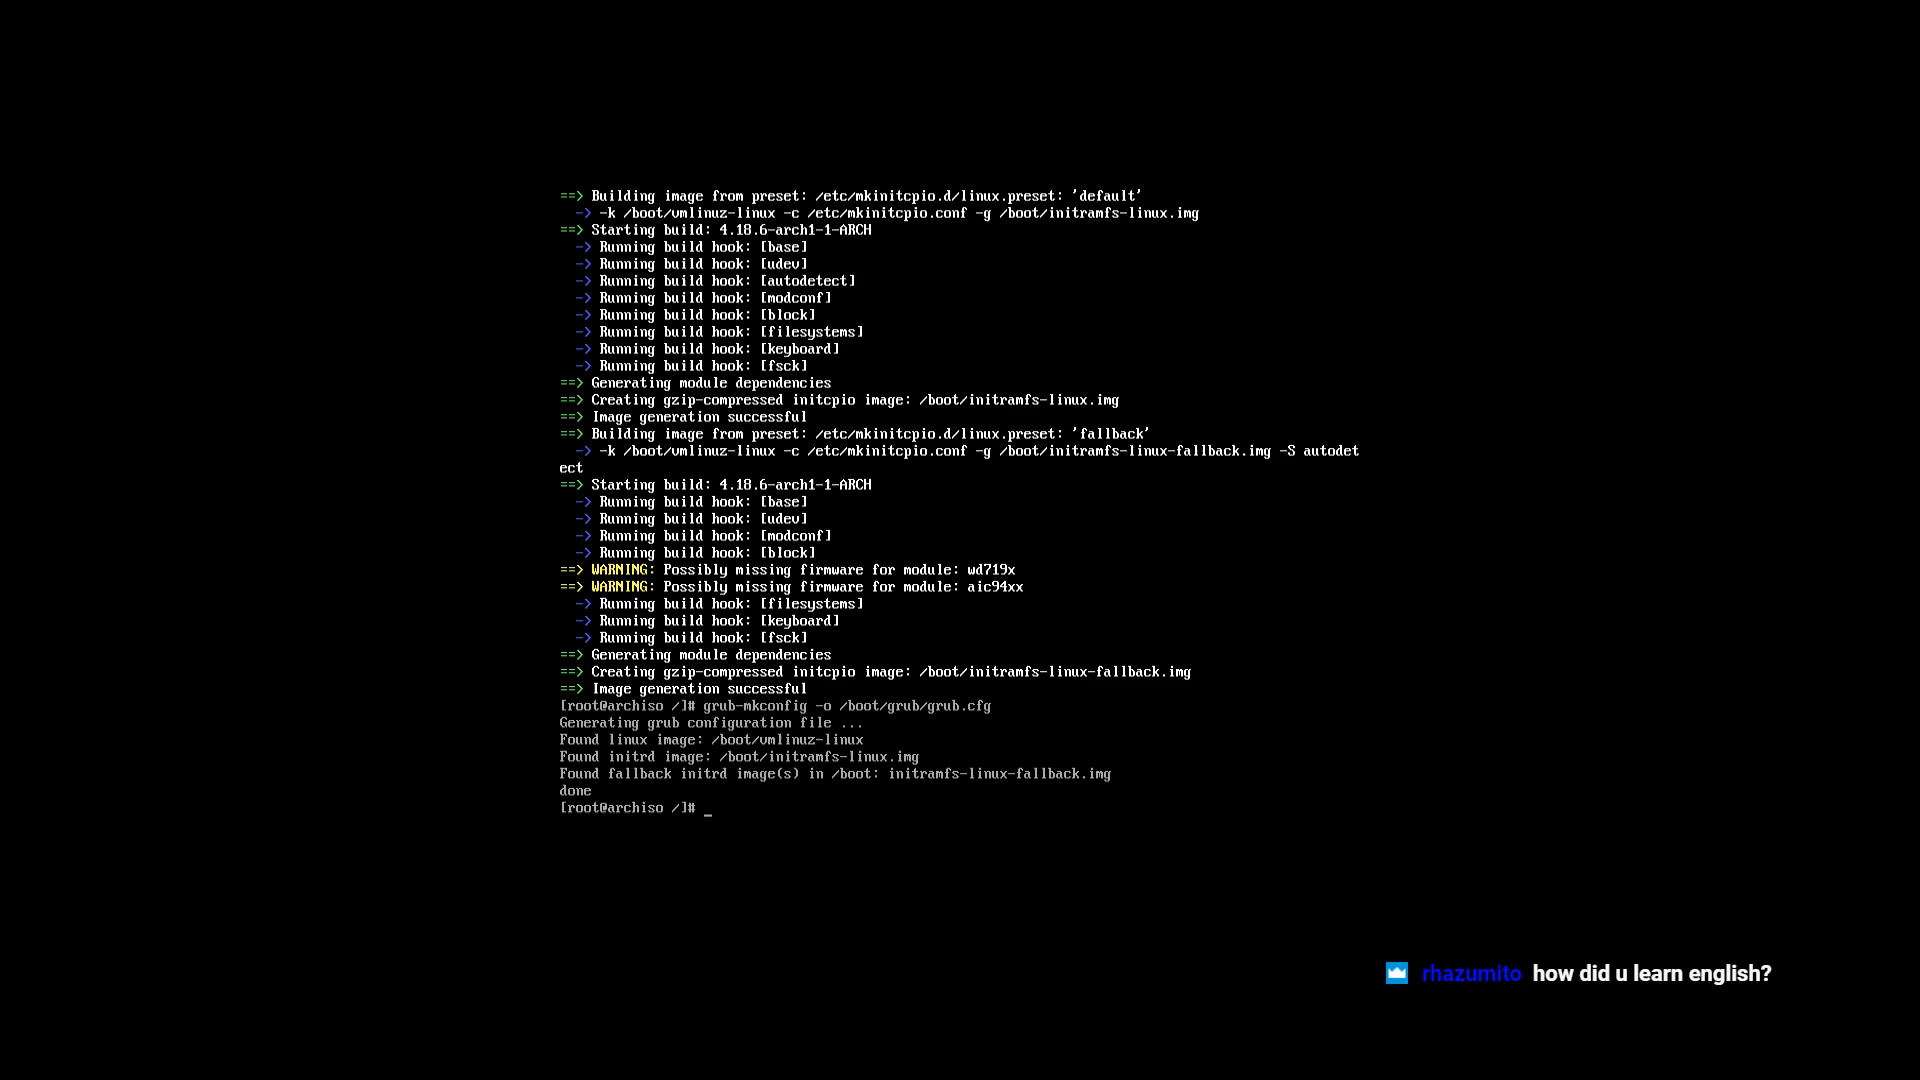 ==> Building image from preset: /etc/mkinitcpio.d/linux.preset: 'default'
  -> -k /boot/vmlinuz-linux -c /etc/mkinitcpio.conf -g /boot/initramfs-linux.img
==> Starting build: 4.18.6-arch1-1-ARCH
  -> Running build hook: [base]
  -> Running build hook: [udev]
  -> Running build hook: [autodetect]
  -> Running build hook: [modconf]
  -> Running build hook: [block]
  -> Running build hook: [filesystems]
  -> Running build hook: [keyboard]
  -> Running build hook: [fsck]
==> Generating module dependencies
==> Creating gzip-compressed initcpio image: /boot/initramfs-linux.img
==> Image generation successful
==> Building image from preset: /etc/mkinitcpio.d/linux.preset: 'fallback'
  -> -k /boot/vmlinuz-linux -c /etc/mkinitcpio.conf -g /boot/initramfs-linux-fallback.img -S autodet
ect
==> Starting build: 4.18.6-arch1-1-ARCH
  -> Running build hook: [base]
  -> Running build hook: [udev]
  -> Running build hook: [modconf]
  -> Running build hook: [block]
==> WARNING: Possibly missing firmware for module: wd719x
==> WARNING: Possibly missing firmware for module: aic94xx
  -> Running build hook: [filesystems]
  -> Running build hook: [keyboard]
  -> Running build hook: [fsck]
==> Generating module dependencies
==> Creating gzip-compressed initcpio image: /boot/initramfs-linux-fallback.img
==> Image generation successful
[root@archiso /]# grub-mkconfig -o /boot/grub/grub.cfg
Generating grub configuration file ...
Found linux image: /boot/vmlinuz-linux
Found initrd image: /boot/initramfs-linux.img
Found fallback initrd image(s) in /boot: initramfs-linux-fallback.img
done
[root@archiso /]# _
rhazumito how did u learn english?